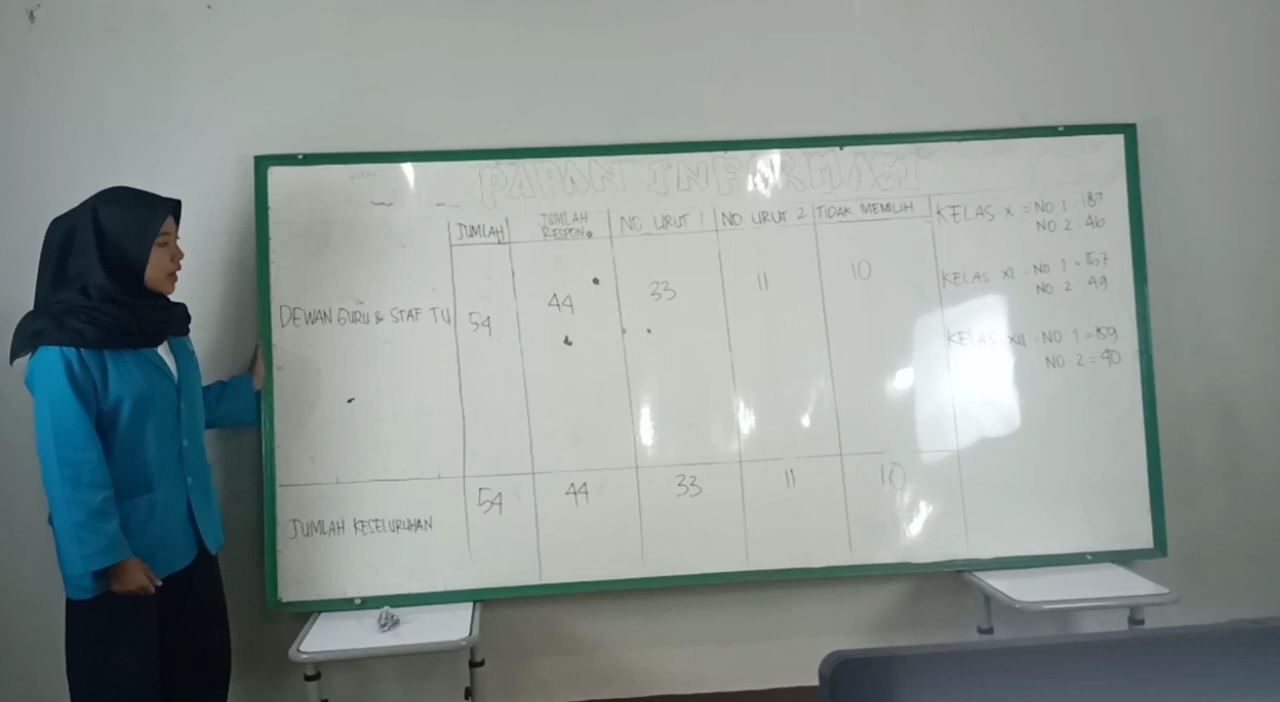 PAPAN INFORMASI
JUMLAH JUMLAH RESPON. NO URUT 1 NO URUT 2 TIDAK MEMILIH
DEWAN GURU & STAF TU 54 44 33 11 10
JUMLAH KESELURUHAN 54 44 33 11 10
KELAS X = NO 1 187
NO 2 . 46
KELAS XI = NO 1 = 157
NO 2 49
KELAS XII = NO 1 = 159
NO 2 = 40